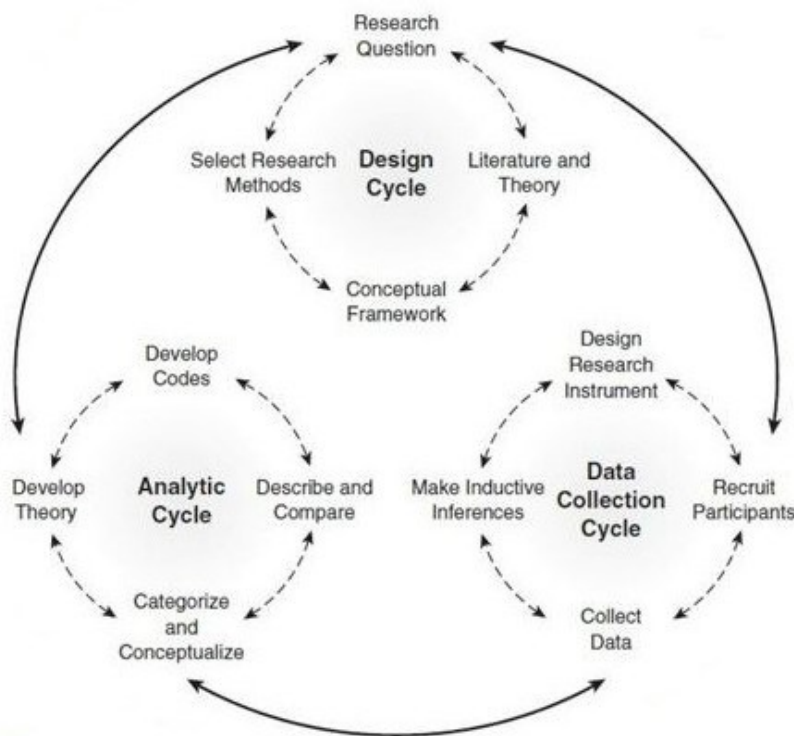 Research
Question
Select Research
Methods
Design
Cycle
Literature and
Theory
Conceptual
Framework
Develop
Codes
Develop
Theory
Analytic
Cycle
Describe and
Compare
Categorize
and
Conceptualize
Design
Research
Instrument
Make Inductive
Inferences
Data
Collection
Cycle
Recruit
Participants
Collect
Data